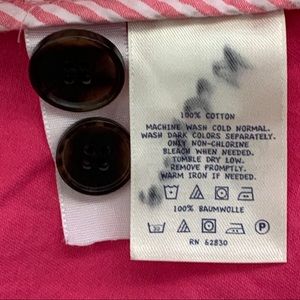 100% COTTON
MACHINE WASH COLD NORMAL.
WASH DARK COLORS SEPARATELY.
ONLY NON-CHLORINE
BLEACH WHEN NEEDED.
TUMBLE DRY LOW.
REMOVE PROMPTLY.
WARM IRON IF NEEDED.
100% BAUMWOLLE
RN 62830